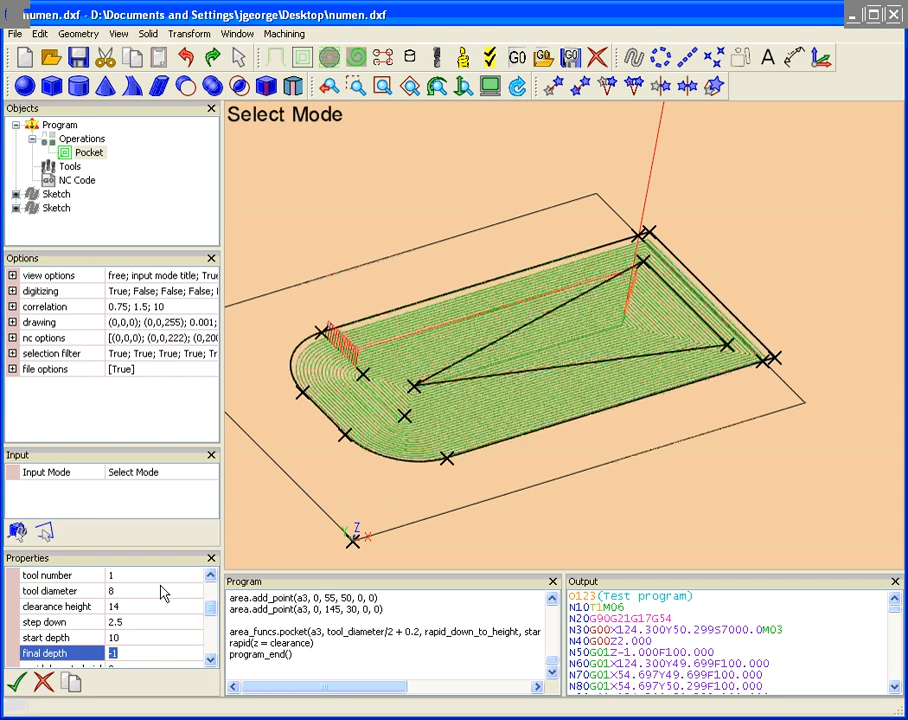 numen.dxf - D:\Documents and Settings\jgeorge\Desktop\numen.dxf
File Edit Geometry View Solid Transform Window Machining
G0
A
Objects
Program
Operations
Pocket
Tools
NC Code
Sketch
Sketch
Options
view options free; input mode title; True
digitizing True; False; False; False; 
correlation 0.75; 1.5; 10
drawing (0,0,0); (0,0,255); 0.001;
nc options [(0,0,0); (0,0,222); (0,200
selection filter True; True; True; True; Tr
file options [True]
Input
Input Mode Select Mode
Properties
tool number 1
tool diameter 8
clearance height 14
step down 2.5
start depth 10
final depth -1
Select Mode
Z
Y
X
Program
area.add_point(a3, 0, 55, 50, 0, 0)
area.add_point(a3, 0, 145, 30, 0, 0)
area_funcs.pocket(a3, tool_diameter/2 + 0.2, rapid_down_to_height, star
rapid(z = clearance)
program_end()
Output
O123(Test program)
N10T1M06
N20G90G21G17G54
N30G00X124.300Y50.299S7000.0M03
N40G00Z2.000
N50G01Z-1.000F100.000
N60G01X124.300Y49.699F100.000
N70G01X54.697Y49.699F100.000
N80G01X54.697Y50.299F100.000